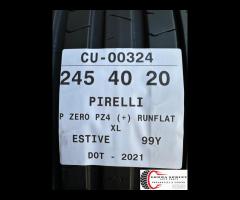 CU-00324
245 40 20
PIRELLI
P ZERO PZ4 (+) RUNFLAT
XL
ESTIVE 99Y
DOT - 2021